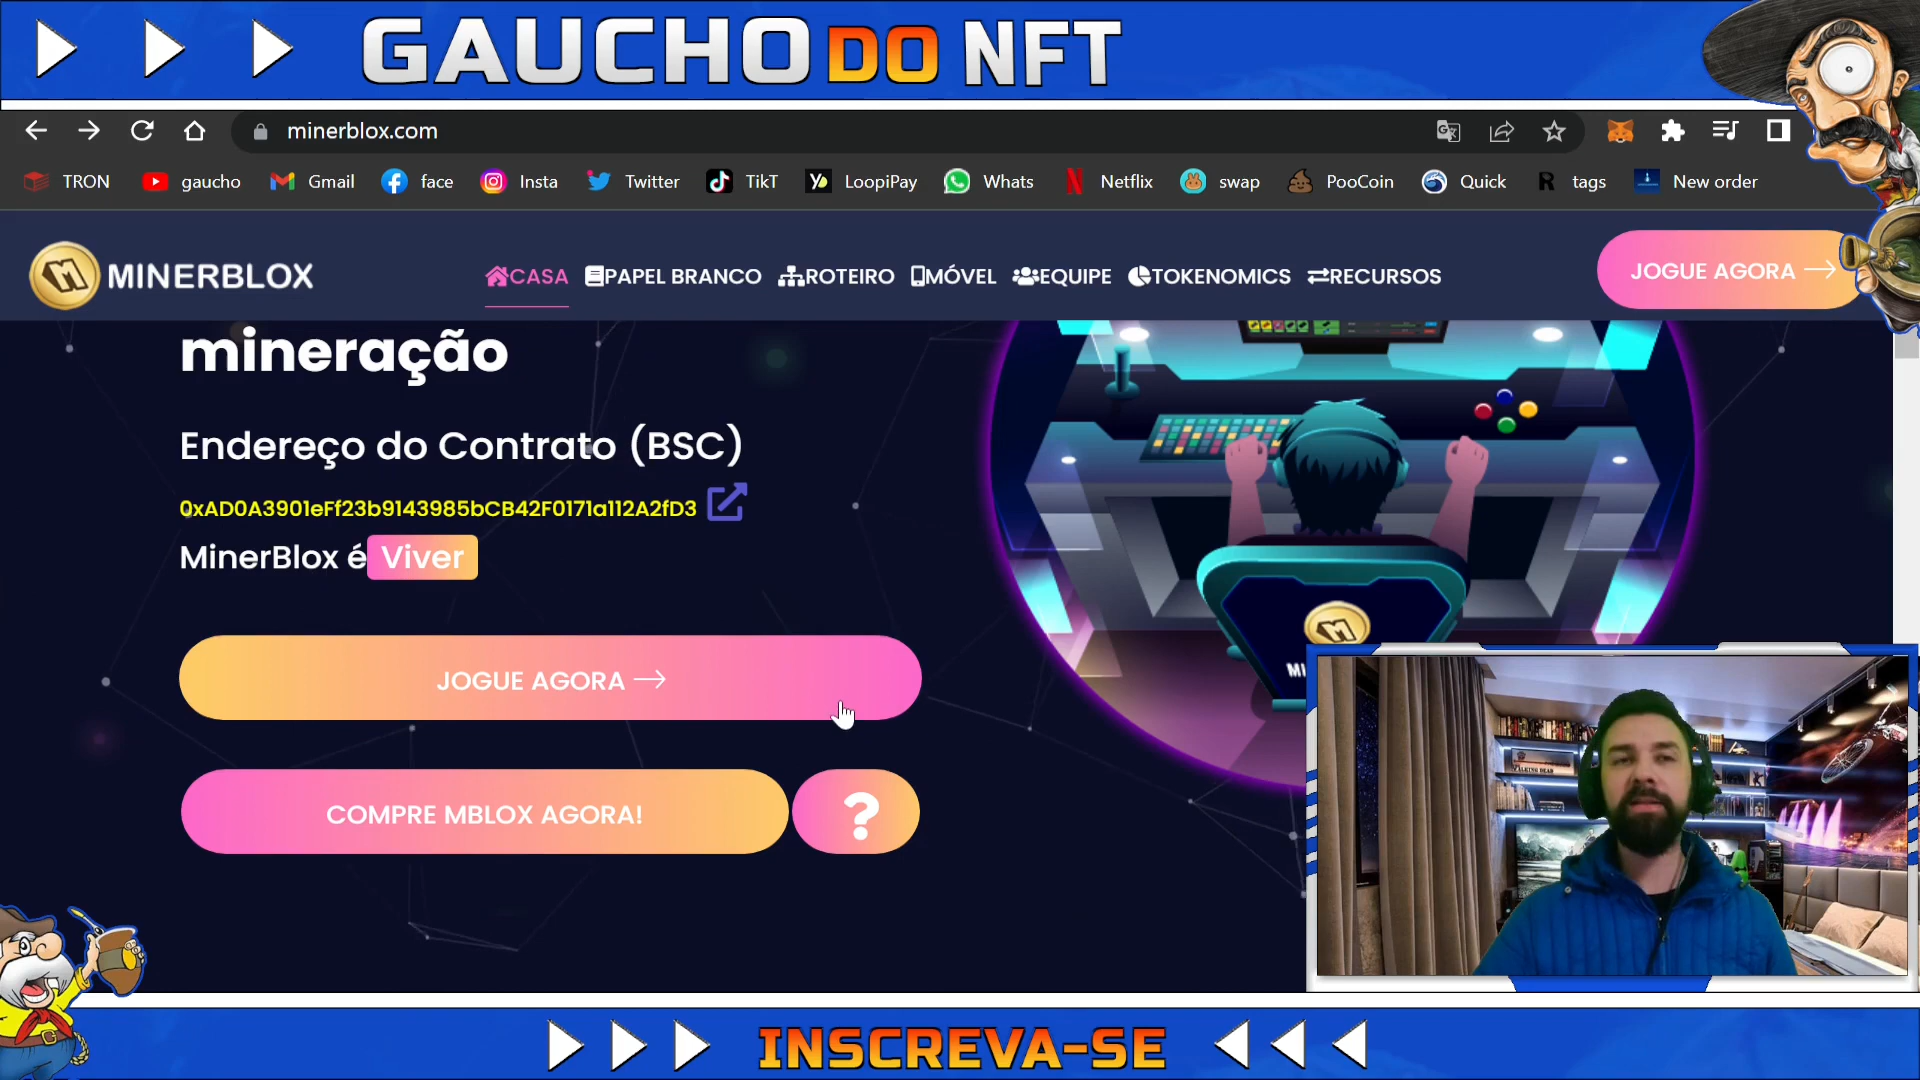 GAUCHO DO NFT
minerblox.com
TRON gaucho Gmail face Insta Twitter TikT LoopiPay Whats Netflix swap PooCoin Quick tags New order
MINERBLOX
CASA PAPEL BRANCO ROTEIRO MÓVEL EQUIPE TOKENOMICS RECURSOS
JOGUE AGORA
mineração
Endereço do Contrato (BSC)
0xAD0A3901eFf23b9143985bCB42F0171a112A2fD3
MinerBlox é Viver
JOGUE AGORA
COMPRE MBLOX AGORA!
?
INSCREVA-SE